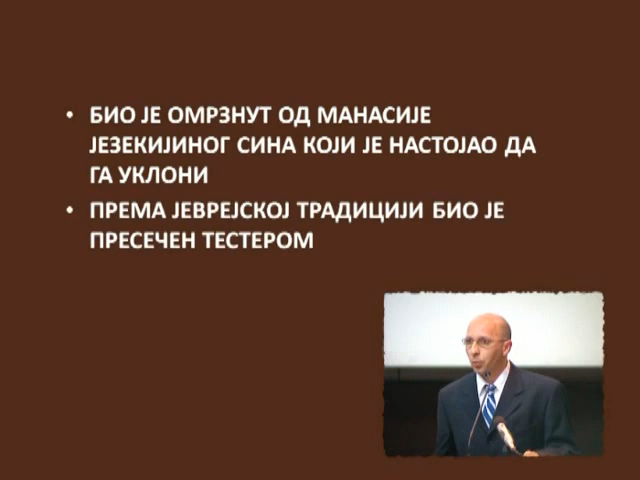 • БИО ЈЕ ОМРЗНУТ ОД МАНАСИЈЕ
ЈЕЗЕКИЈИНОГ СИНА КОЈИ ЈЕ НАСТОЈАО ДА
ГА УКЛОНИ
• ПРЕМА ЈЕВРЕЈСКОЈ ТРАДИЦИЈИ БИО ЈЕ
ПРЕСЕЧЕН ТЕСТЕРОМ